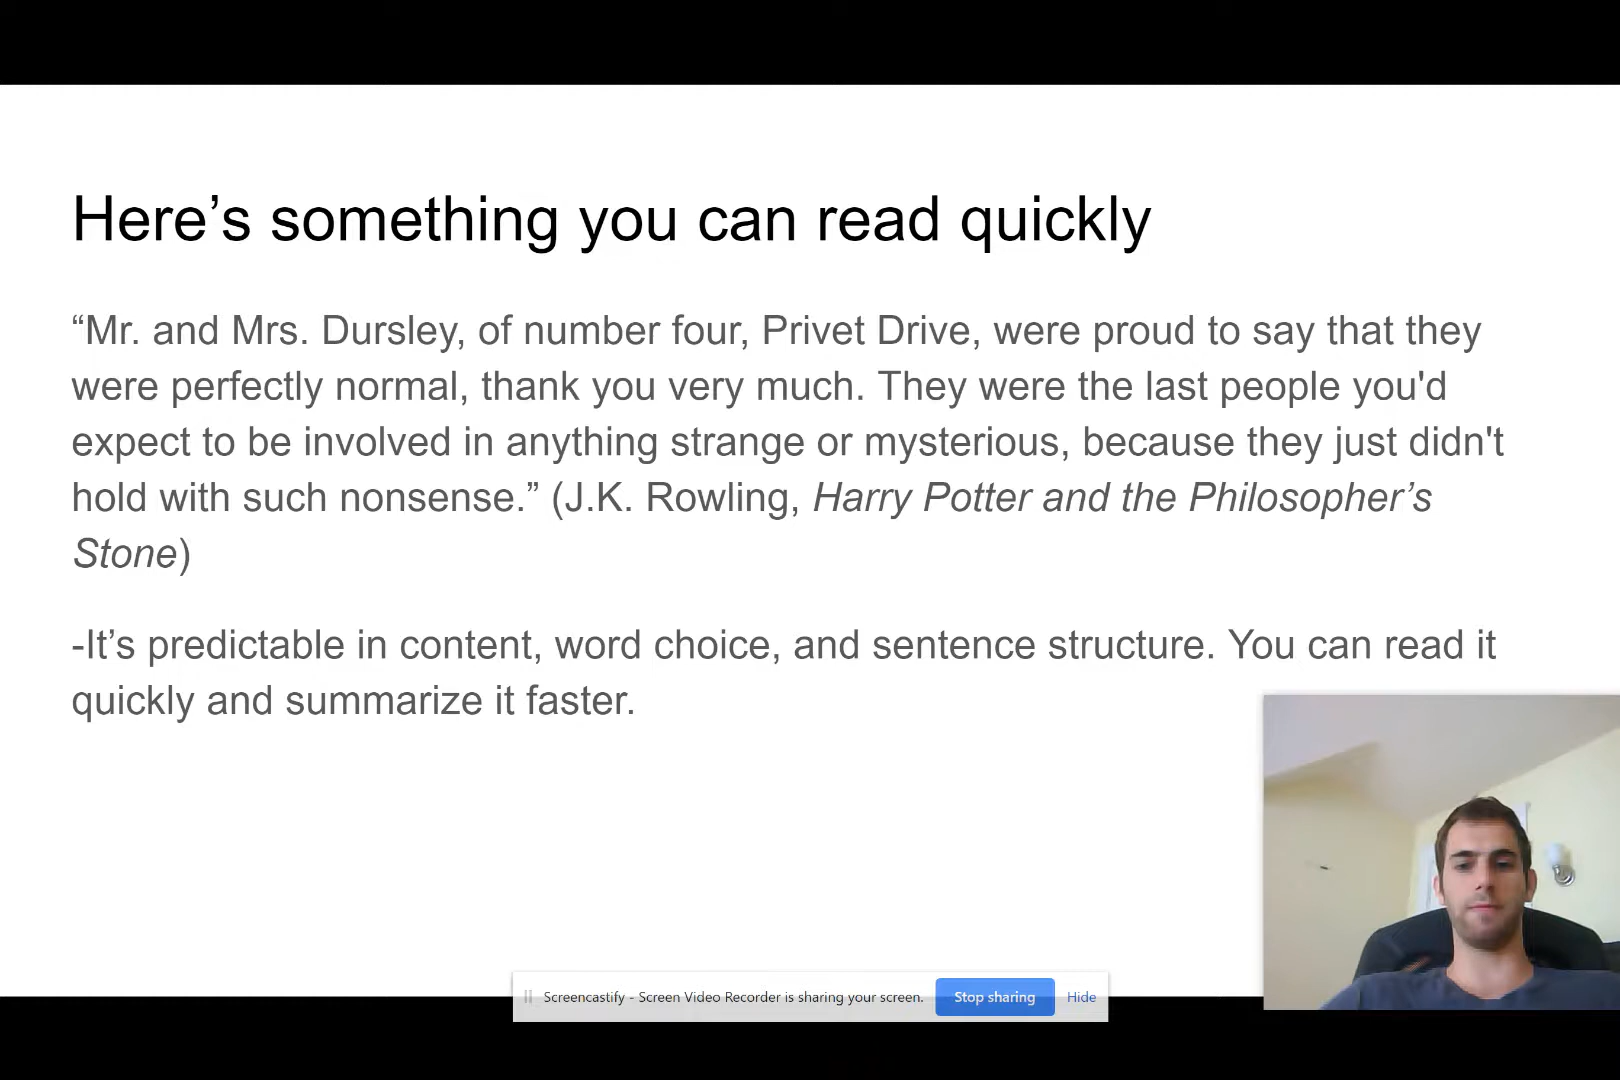 Here’s something you can read quickly
“Mr. and Mrs. Dursley, of number four, Privet Drive, were proud to say that they
were perfectly normal, thank you very much. They were the last people you'd
expect to be involved in anything strange or mysterious, because they just didn't
hold with such nonsense.” (J.K. Rowling, Harry Potter and the Philosopher’s
Stone)
-It’s predictable in content, word choice, and sentence structure. You can read it
quickly and summarize it faster.
Screencastify - Screen Video Recorder is sharing your screen. Stop sharing Hide